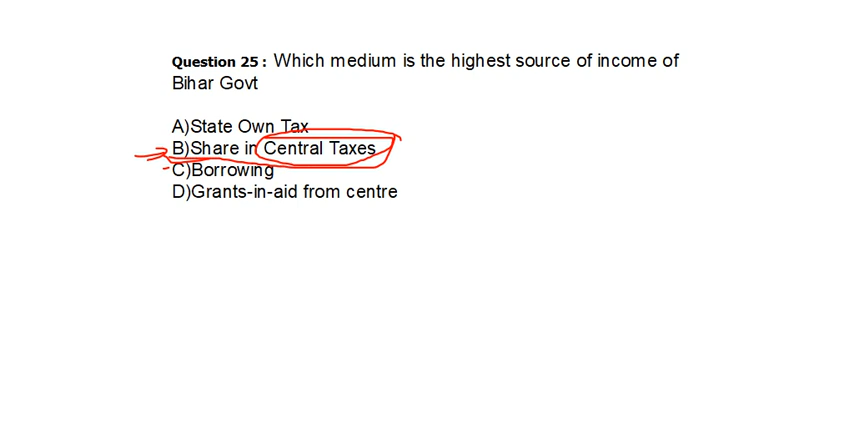 Question 25 : Which medium is the highest source of income of
Bihar Govt
A)State Own Tax
B)Share in Central Taxes
C)Borrowing
D)Grants-in-aid from centre